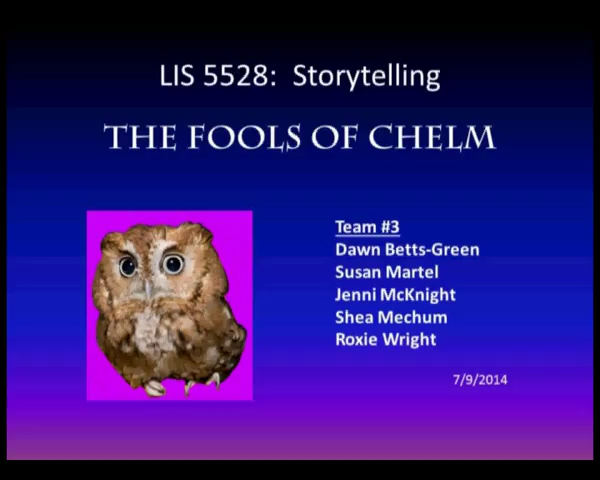 LIS 5528:  Storytelling
THE FOOLS OF CHELM
Team #3
Dawn Betts-Green
Susan Martel
Jenni McKnight
Shea Mechum
Roxie Wright
7/9/2014